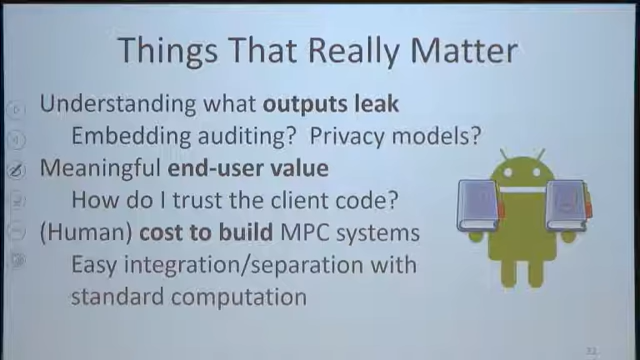 Things That Really Matter
Understanding what outputs leak
Embedding auditing? Privacy models?
Meaningful end-user value
How do I trust the client code?
(Human) cost to build MPC systems
Easy integration/separation with
standard computation